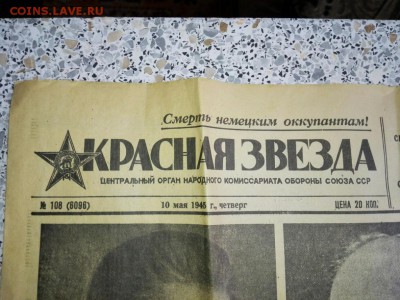 COINS.LAVE.RU
Смерть немецким оккупантам!
КРАСНАЯ ЗВЕЗДА
ЦЕНТРАЛЬНЫЙ ОРГАН НАРОДНОГО КОМИССАРИАТА ОБОРОНЫ СОЮЗА ССР
№ 108 (6096) 10 мая 1945 г., четверг ЦЕНА 20 КОП.